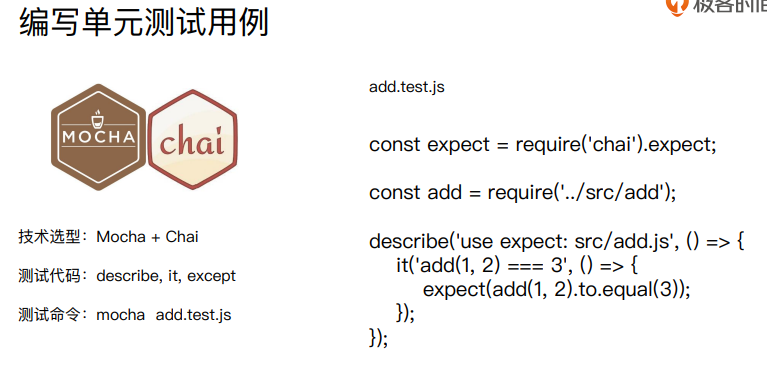 编写单元测试用例
极客时间
MOCHA
chai
技术选型：Mocha + Chai
测试代码：describe, it, except
测试命令：mocha  add.test.js
add.test.js
const expect = require('chai').expect;
const add = require('../src/add');
describe('use expect: src/add.js', () => {
it('add(1, 2) === 3', () => {
expect(add(1, 2).to.equal(3));
});
});